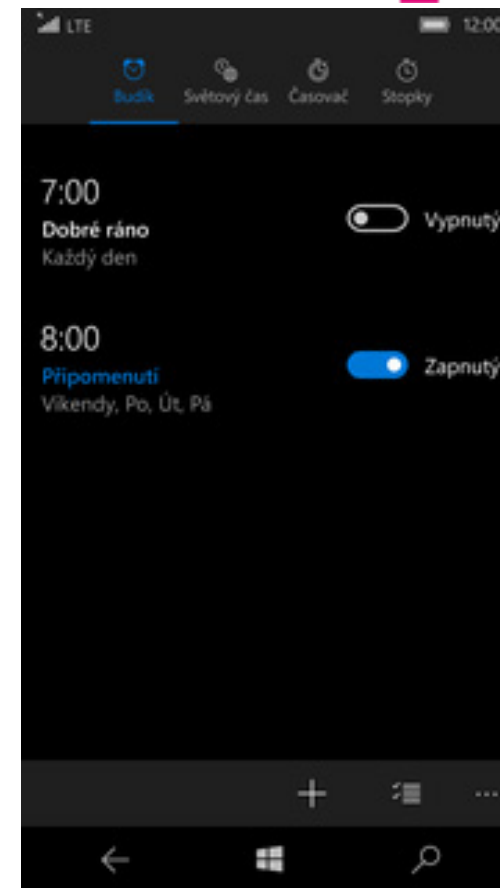 LTE 12:00
Budík Světový čas Časovač Stopky
7:00
Dobré ráno
Každý den
Vypnutý
8:00
Připomenutí
Víkendy, Po, Út, Pá
Zapnutý